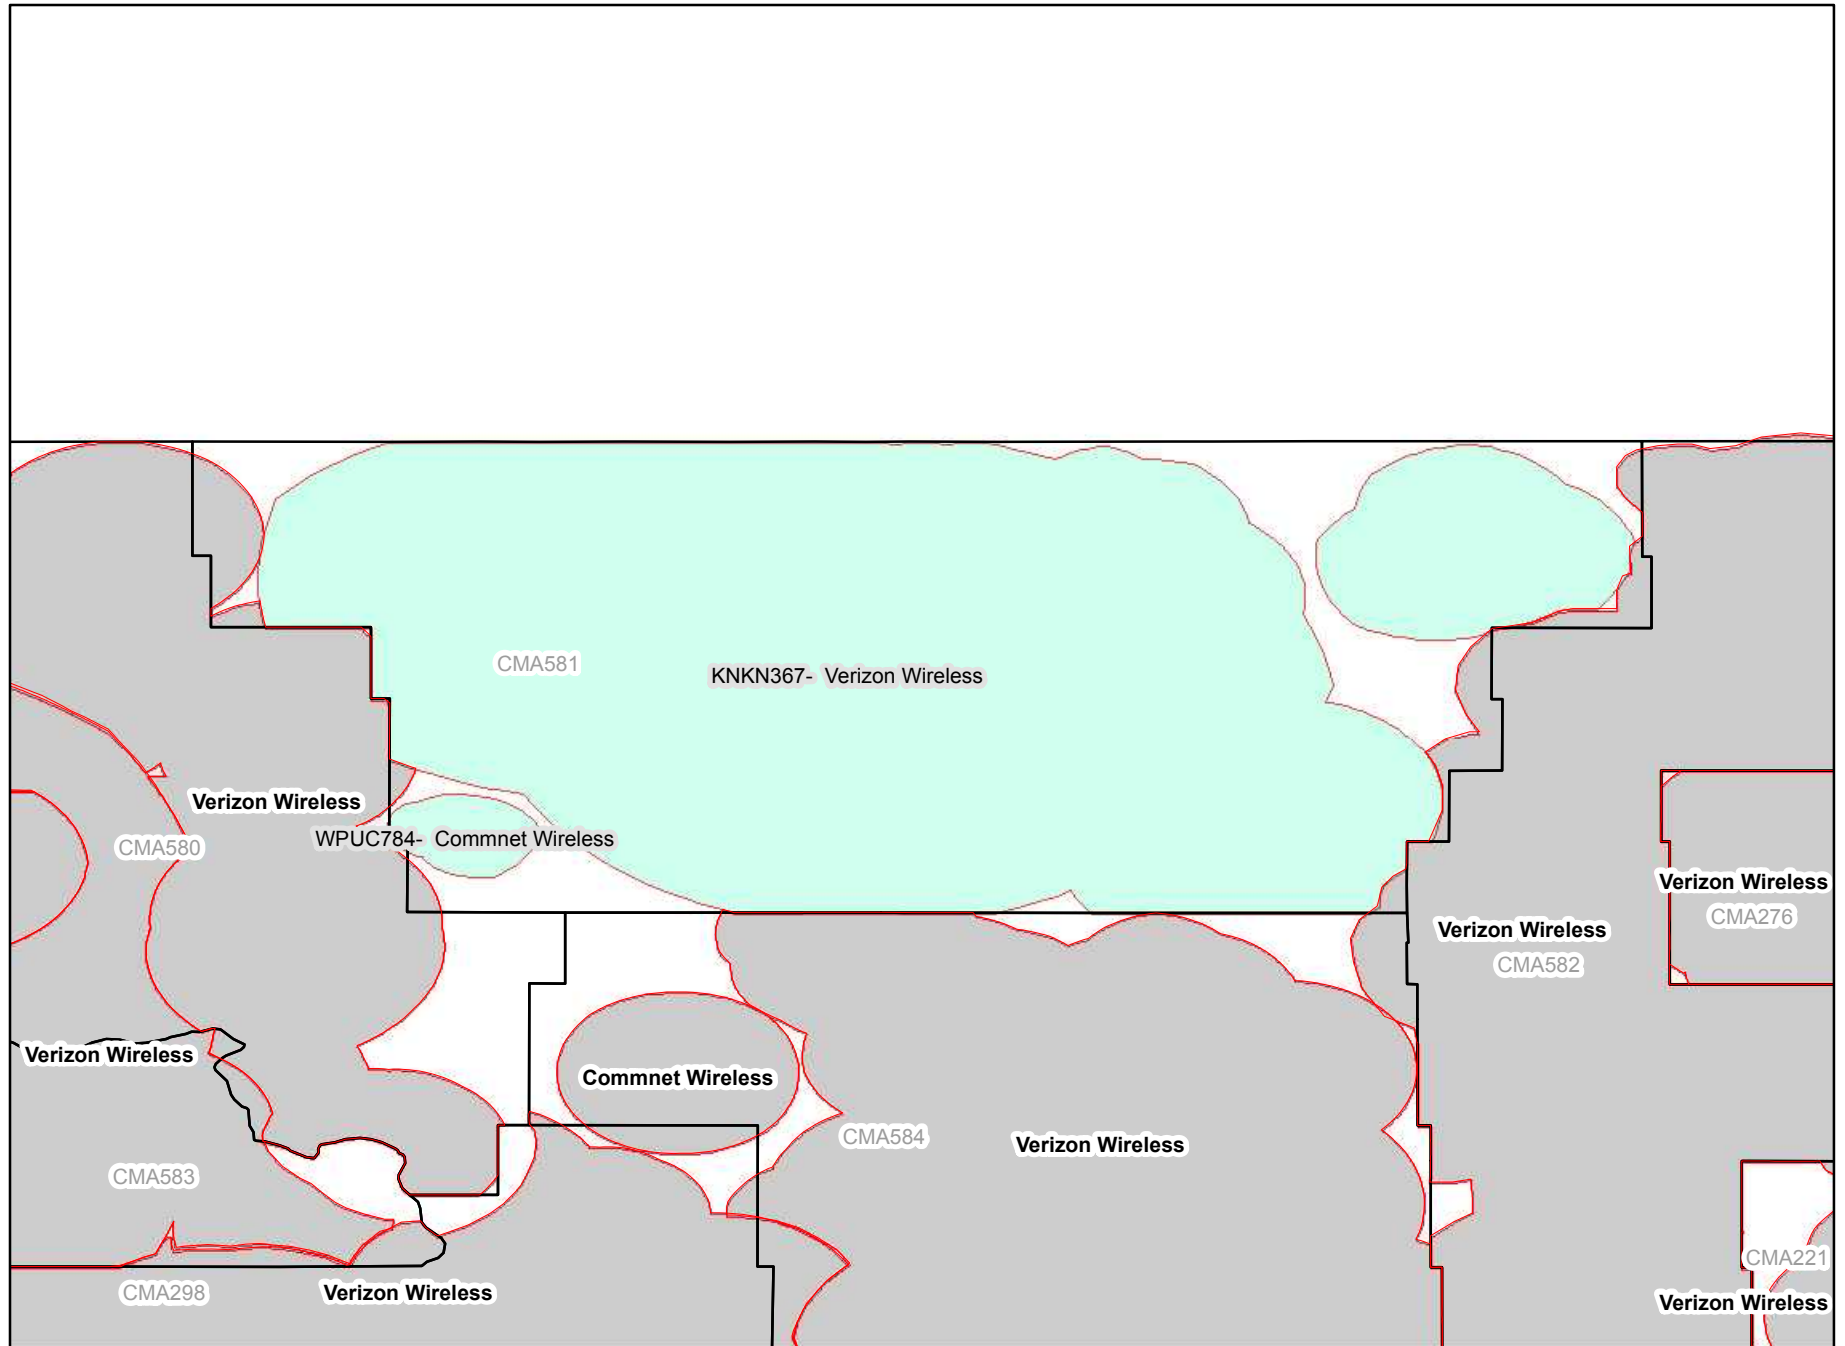 CMA581
KNKN367- Verizon Wireless
Verizon Wireless
WPUC784- Commnet Wireless
CMA580
Verizon Wireless
CMA276
Verizon Wireless
CMA582
Verizon Wireless
Commnet Wireless
CMA584
Verizon Wireless
CMA583
CMA221
CMA298
Verizon Wireless
Verizon Wireless